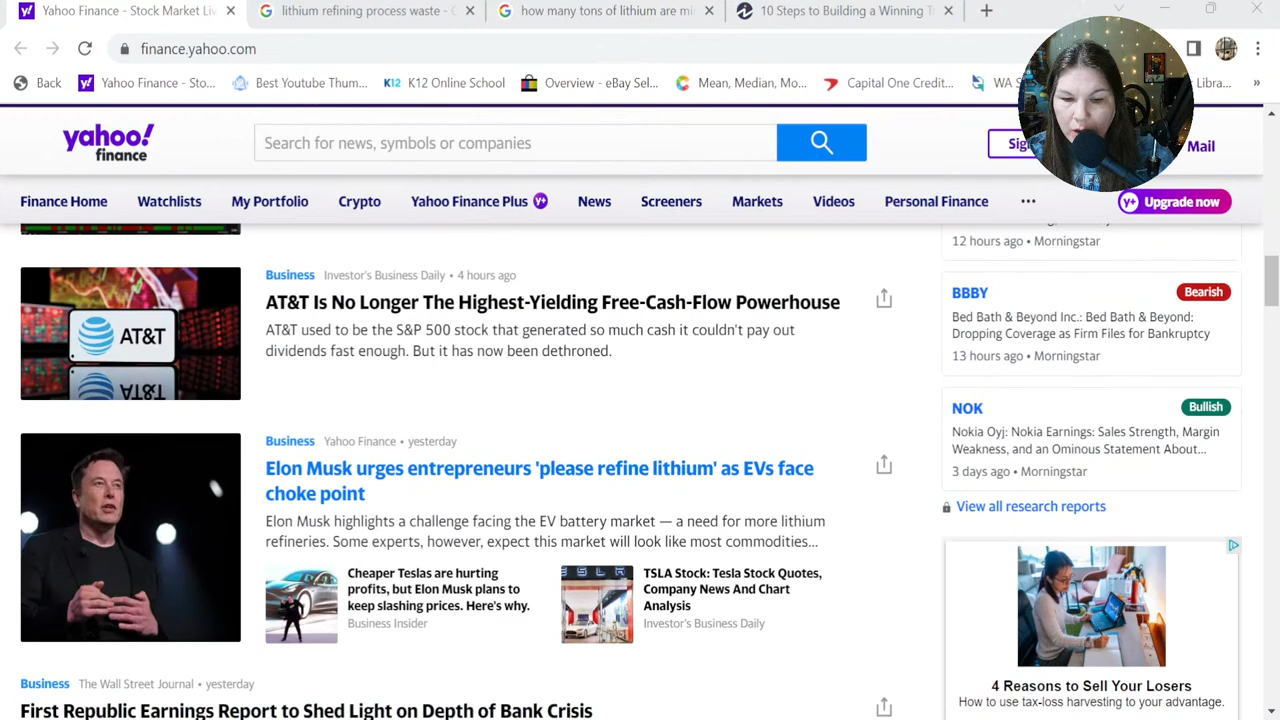 Yahoo Finance - Stock Market Liv
lithium refining process waste - G
how many tons of lithium are mi
10 Steps to Building a Winning Tr
finance.yahoo.com
Back
Yahoo Finance - Sto...
Best Youtube Thum...
K12 K12 Online School
Overview - eBay Sel...
Mean, Median, Mo...
Capital One Credit...
WA S
Libra...
»
yahoo!
finance
Search for news, symbols or companies
Sig
Mail
Finance Home
Watchlists
My Portfolio
Crypto
Yahoo Finance Plus
News
Screeners
Markets
Videos
Personal Finance
...
Upgrade now
12 hours ago • Morningstar
Business Investor's Business Daily • 4 hours ago
AT&T Is No Longer The Highest-Yielding Free-Cash-Flow Powerhouse
AT&T used to be the S&P 500 stock that generated so much cash it couldn't pay out
dividends fast enough. But it has now been dethroned.
AT&T
BBBY
Bearish
Bed Bath & Beyond Inc.: Bed Bath & Beyond:
Dropping Coverage as Firm Files for Bankruptcy
13 hours ago • Morningstar
NOK
Bullish
Nokia Oyj: Nokia Earnings: Sales Strength, Margin
Weakness, and an Ominous Statement About...
3 days ago • Morningstar
View all research reports
Business Yahoo Finance • yesterday
Elon Musk urges entrepreneurs 'please refine lithium' as EVs face
choke point
Elon Musk highlights a challenge facing the EV battery market — a need for more lithium
refineries. Some experts, however, expect this market will look like most commodities...
Cheaper Teslas are hurting
profits, but Elon Musk plans to
keep slashing prices. Here's why.
Business Insider
TSLA Stock: Tesla Stock Quotes,
Company News And Chart
Analysis
Investor's Business Daily
4 Reasons to Sell Your Losers
How to use tax-loss harvesting to your advantage.
Business The Wall Street Journal • yesterday
First Republic Earnings Report to Shed Light on Depth of Bank Crisis